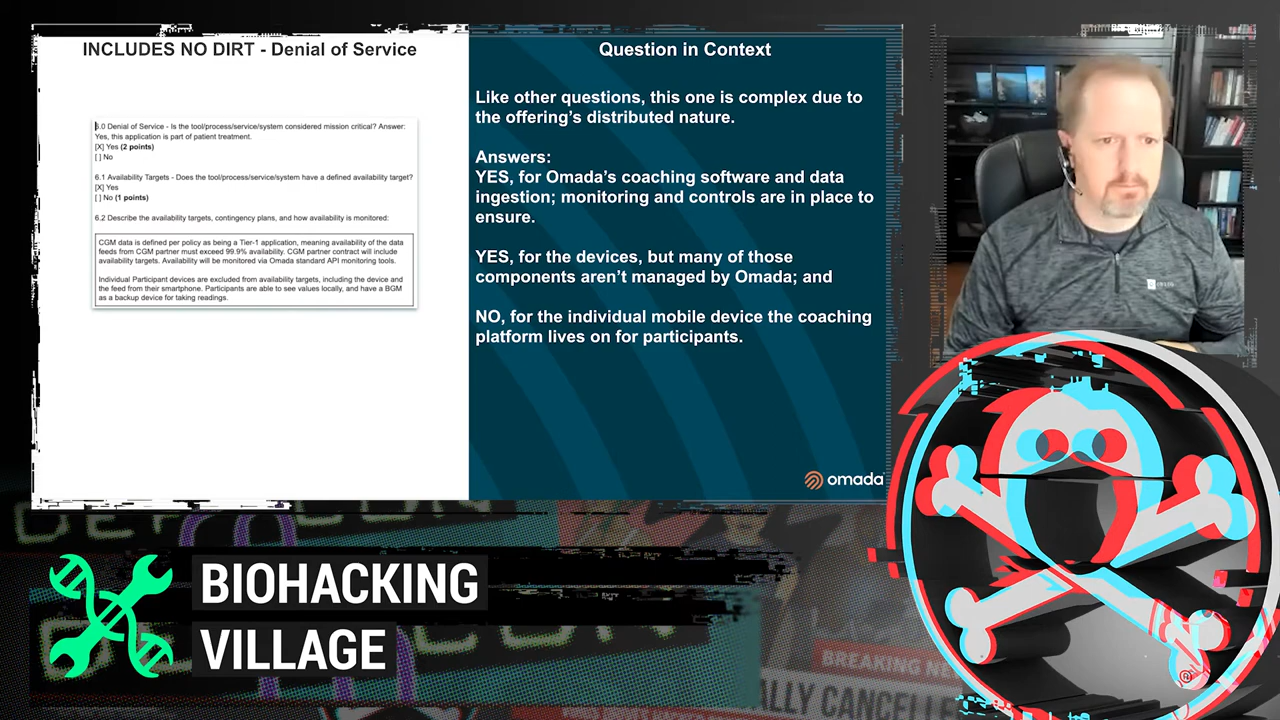 INCLUDES NO DIRT - Denial of Service
6.0 Denial of Service - Is the tool/process/service/system considered mission critical? Answer:
Yes, this application is part of patient treatment.
[X] Yes (2 points)
[ ] No
6.1 Availability Targets - Does the tool/process/service/system have a defined availability target?
[X] Yes
[ ] No (1 points)
6.2 Describe the availability targets, contingency plans, and how availability is monitored:
CGM data is defined per policy as being a Tier-1 application, meaning availability of the data
feeds from CGM partner must exceed 99.9% availability. CGM partner contract will include
availability targets. Availability will be monitored via Omada standard API monitoring tools.
Individual Participant devices are excluded from availability targets, including the device and
the feed from their smartphone. Participants are able to see values locally, and have a BGM
as a backup device for taking readings.
Question in Context
Like other questions, this one is complex due to
the offering's distributed nature.
Answers:
YES, for Omada's coaching software and data
ingestion; monitoring and controls are in place to
ensure.
YES for the devices, but many of those
components aren't managed by Omada and
NO, for the individual mobile device the coaching
platform lives on for participants.
omada
BIOHACKING
VILLAGE
BREAKING NE
ALLY CANCELLE